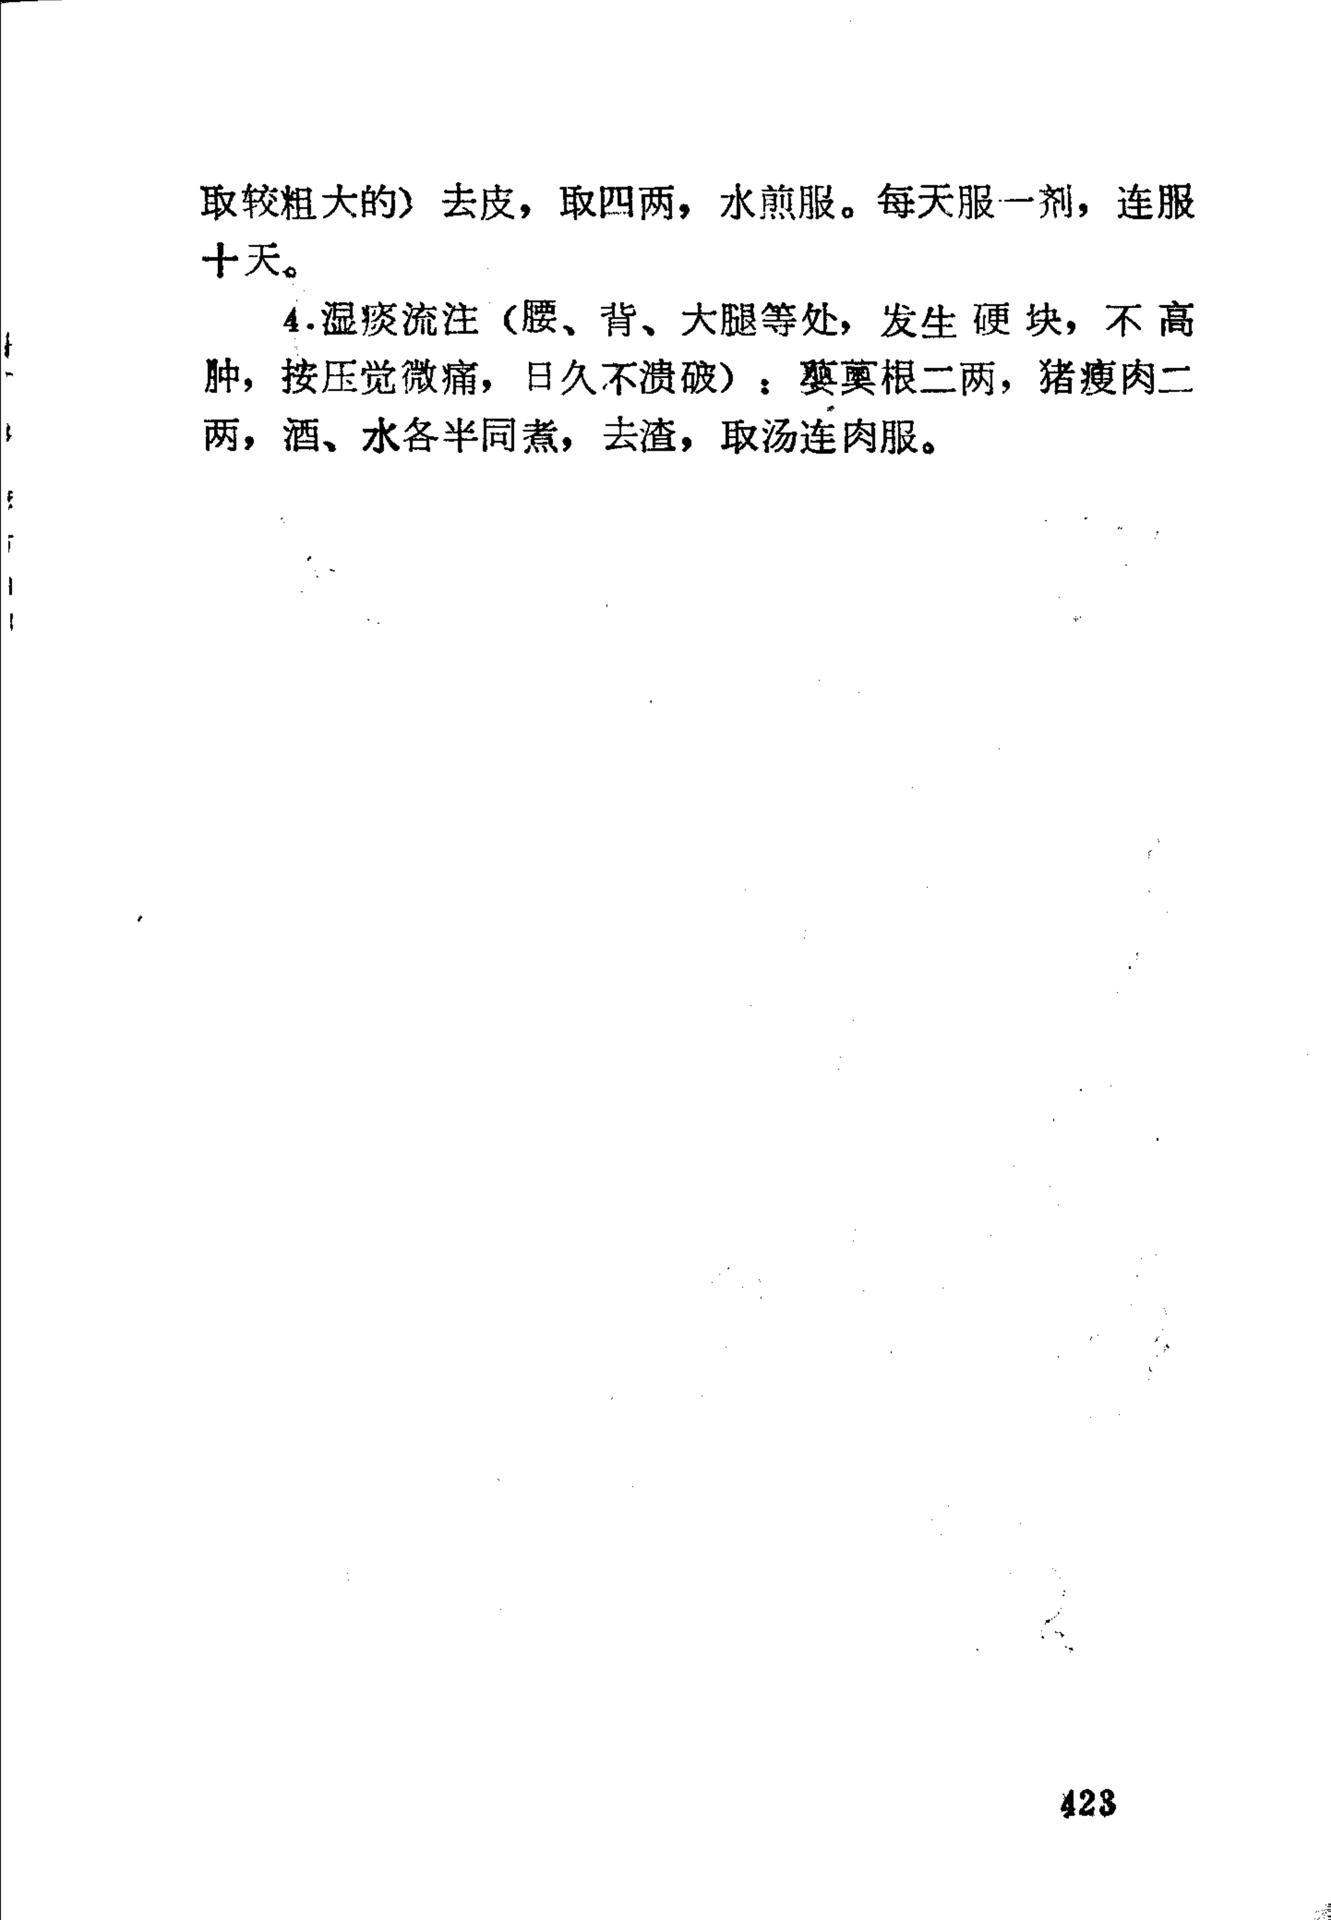 取较粗大的）去皮，取四两，水煎服。每天服一剂，连服
十天。
4.湿痰流注（腰、背、大腿等处，发生硬块，不高
肿，按压觉微痛，日久不溃破）：蘡薁根二两，猪瘦肉二
两，酒、水各半同煮，去渣，取汤连肉服。
423